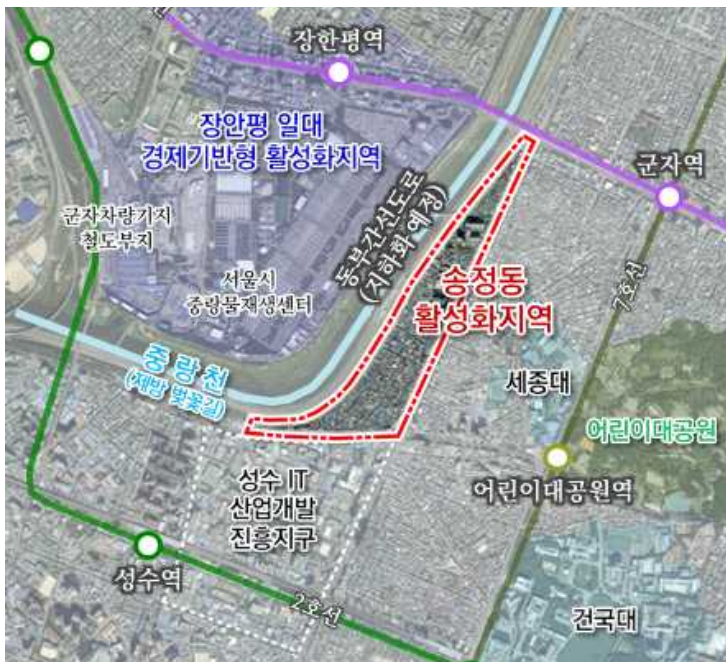 장한평역
장안평 일대
경제기반형 활성화지역
군자역
군자차량기지
철도부지
동부간선도로
(지하화 예정)
서울시
중랑물재생센터
송정동
활성화지역
7호선
중 랑 천
(제방 벚꽃길)
세종대
어린이대공원
성수 IT
산업개발
진흥지구
어린이대공원역
성수역
2호선
건국대